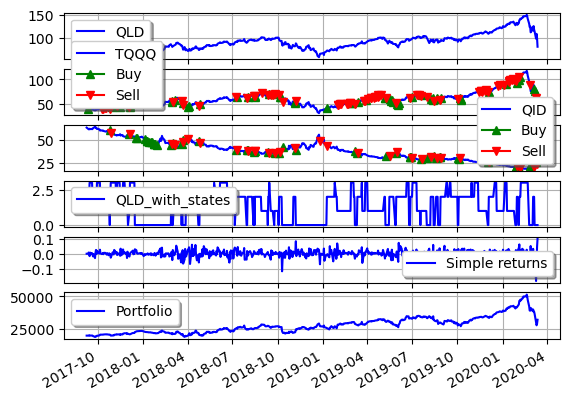 150
100
QLD
TQQQ
Buy
Sell
100
50
QID
Buy
Sell
50
25
2.5
0.0
QLD_with_states
0.1
0.0
−0.1
Simple returns
50000
25000
Portfolio
2017-10 2018-01 2018-04 2018-07 2018-10 2019-01 2019-04 2019-07 2019-10 2020-01 2020-04